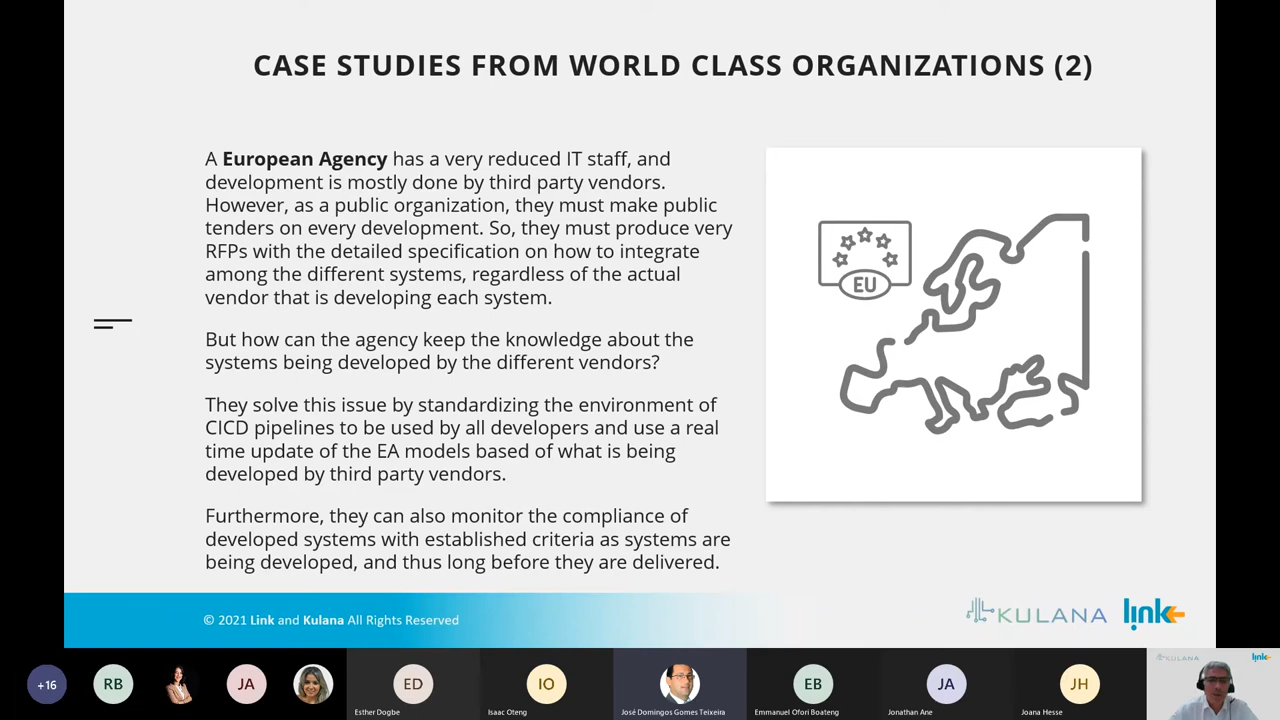 CASE STUDIES FROM WORLD CLASS ORGANIZATIONS (2)
A European Agency has a very reduced IT staff, and
development is mostly done by third party vendors.
However, as a public organization, they must make public
tenders on every development. So, they must produce very
RFPs with the detailed specification on how to integrate
among the different systems, regardless of the actual
vendor that is developing each system.
But how can the agency keep the knowledge about the
systems being developed by the different vendors?
They solve this issue by standardizing the environment of
CICD pipelines to be used by all developers and use a real
time update of the EA models based of what is being
developed by third party vendors.
Furthermore, they can also monitor the compliance of
developed systems with established criteria as systems are
being developed, and thus long before they are delivered.
EU
© 2021 Link and Kulana All Rights Reserved
KULANA
link
+16
RB
JA
ED
IO
EB
JA
JH
Esther Dogbe
Isaac Oteng
José Domingos Gomes Teixeira
Emmanuel Ofori Boateng
Jonathan Ane
Joana Hesse
KULANA
link